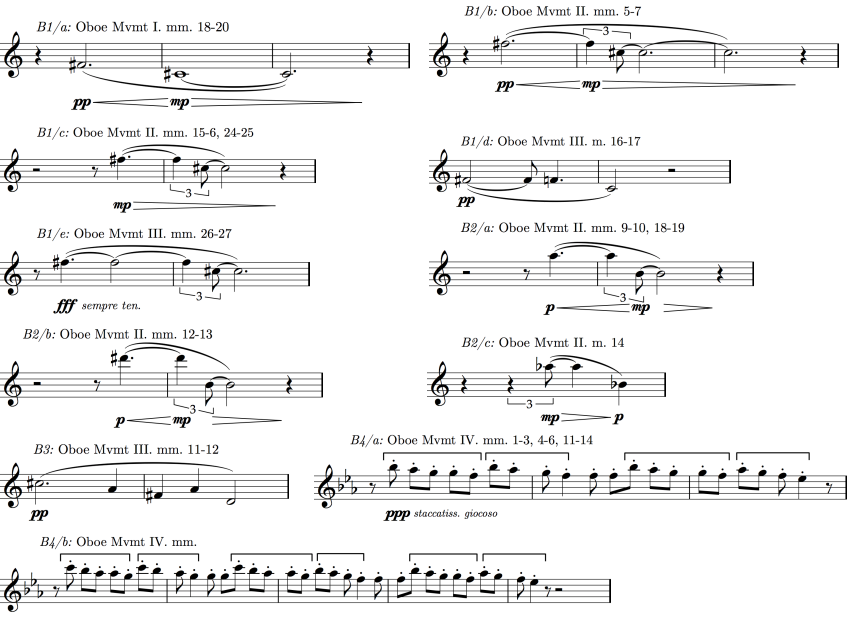 B1/a: Oboe Mvmt I. mm. 18-20
pp mp
B1/b: Oboe Mvmt II. mm. 5-7
3
pp mp
B1/c: Oboe Mvmt II. mm. 15-6, 24-25
3
mp
B1/d: Oboe Mvmt III. m. 16-17
pp
B1/e: Oboe Mvmt III. mm. 26-27
3
fff sempre ten.
B2/a: Oboe Mvmt II. mm. 9-10, 18-19
3
p mp
B2/b: Oboe Mvmt II. mm. 12-13
3
p mp
B2/c: Oboe Mvmt II. m. 14
3
mp p
B3: Oboe Mvmt III. mm. 11-12
pp
B4/a: Oboe Mvmt IV. mm. 1-3, 4-6, 11-14
ppp staccatiss. giocoso
B4/b: Oboe Mvmt IV. mm.